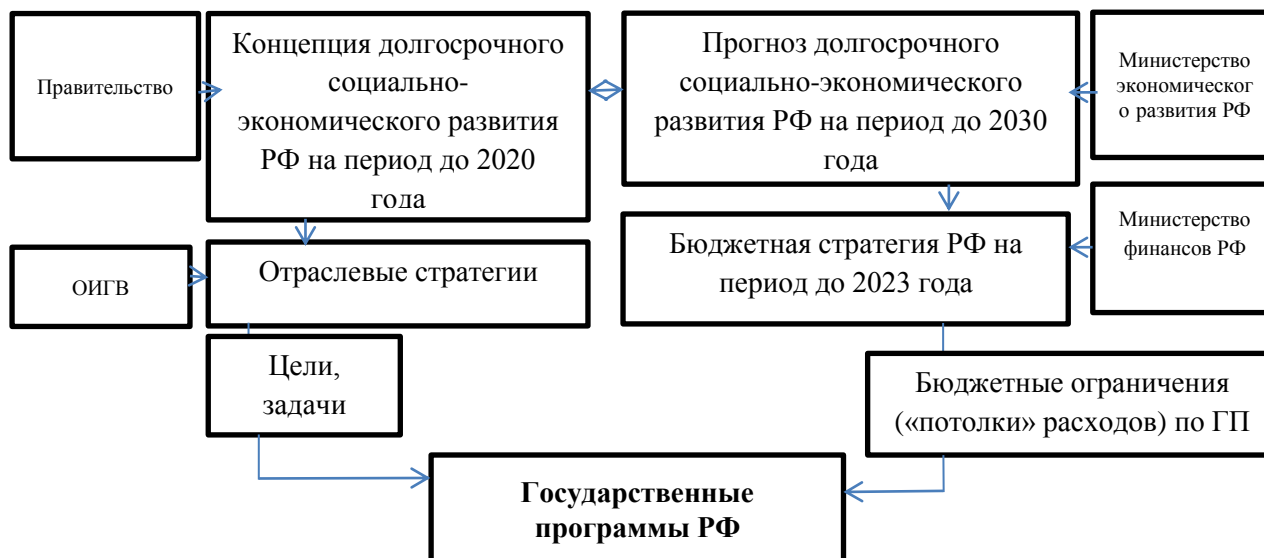 Правительство
Концепция долгосрочного
социально-
экономического развития
РФ на период до 2020
года
Прогноз долгосрочного
социально-экономического
развития РФ на период до 2030
года
Министерство
экономическог
о развития РФ
ОИГВ
Отраслевые стратегии
Бюджетная стратегия РФ на
период до 2023 года
Министерство
финансов РФ
Цели,
задачи
Бюджетные ограничения
(«потолки» расходов) по ГП
Государственные
программы РФ